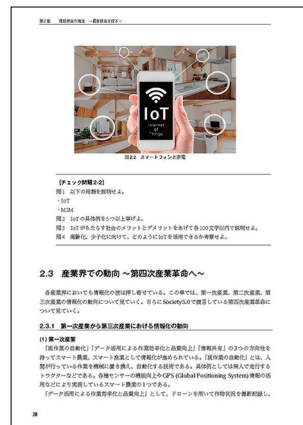 第2章　情報社会の現在　～最新社会を探る～
IoT
Internet
of
Things
図2.2　スマートフォンと家電
【チェック問題2-2】
問1　以下の用語を説明せよ。
・IoT
・M2M
問2　IoTの具体例を5つ以上挙げよ。
問3　IoTがもたらす社会のメリットとデメリットをあげて各100文字以内で説明せよ。
問4　高齢化、少子化に向けて、どのようにIoTを活用できるか考察せよ。
2.3　産業界での動向 ～第四次産業革命へ～
各産業界においても情報化の波は押し寄せている。この章では、第一次産業、第二次産業、第
三次産業の情報化の動向について見ていく。さらにSociety5.0で提言している第四次産業革命に
ついて見ていく。
2.3.1　第一次産業から第三次産業における情報化の動向
(1) 第一次産業
「現作業の自動化」「データ活用による作業効率化と品質向上」「情報共有」の3つの方向性を
持ってスマート農業、スマート漁業として情報化が進められている。「現作業の自動化」とは、人
間が行っている作業を機械に置き換え、自動化する技術である。具体例としては無人で走行する
トラクターなどである。各種センサーの機能向上やGPS (Global Positioning System) 情報の活
用などにより実現しているスマート農業の1つである。
「データ活用による作業効率化と品質向上」として、ドローンを用いて作物状況を撮影記録し、
20